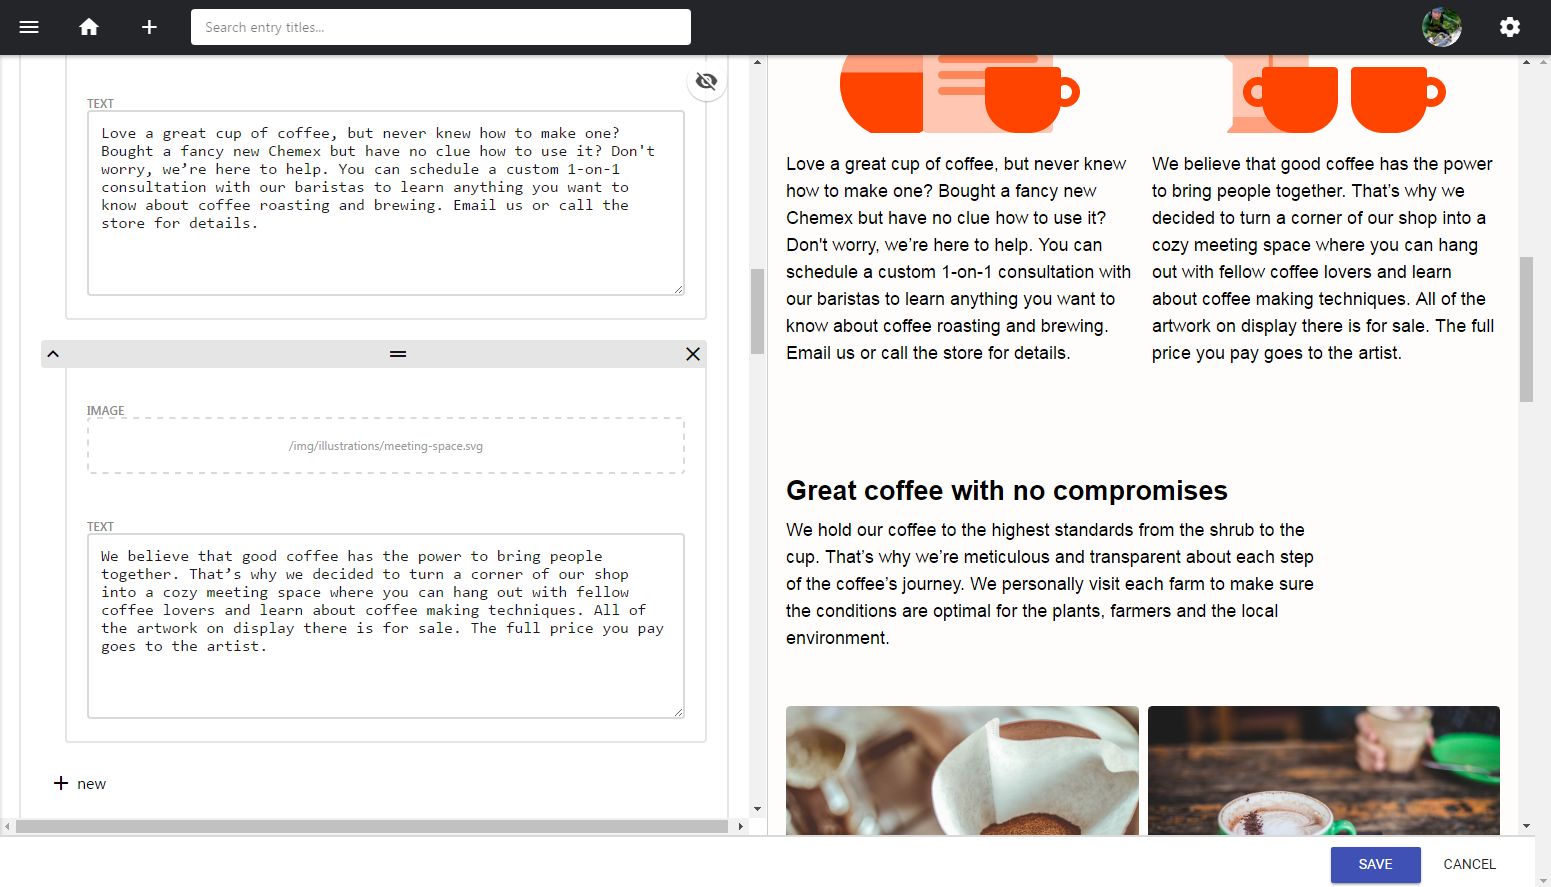 Search entry titles...
TEXT
Love a great cup of coffee, but never knew how to make one?
Bought a fancy new Chemex but have no clue how to use it? Don't
worry, we’re here to help. You can schedule a custom 1-on-1
consultation with our baristas to learn anything you want to
know about coffee roasting and brewing. Email us or call the
store for details.
IMAGE
/img/illustrations/meeting-space.svg
TEXT
We believe that good coffee has the power to bring people
together. That’s why we decided to turn a corner of our shop
into a cozy meeting space where you can hang out with fellow
coffee lovers and learn about coffee making techniques. All of
the artwork on display there is for sale. The full price you pay
goes to the artist.
new
Love a great cup of coffee, but never knew
how to make one? Bought a fancy new
Chemex but have no clue how to use it?
Don't worry, we’re here to help. You can
schedule a custom 1-on-1 consultation with
our baristas to learn anything you want to
know about coffee roasting and brewing.
Email us or call the store for details.
We believe that good coffee has the power
to bring people together. That’s why we
decided to turn a corner of our shop into a
cozy meeting space where you can hang
out with fellow coffee lovers and learn
about coffee making techniques. All of the
artwork on display there is for sale. The full
price you pay goes to the artist.
Great coffee with no compromises
We hold our coffee to the highest standards from the shrub to the
cup. That’s why we’re meticulous and transparent about each step
of the coffee’s journey. We personally visit each farm to make sure
the conditions are optimal for the plants, farmers and the local
environment.
SAVE
CANCEL